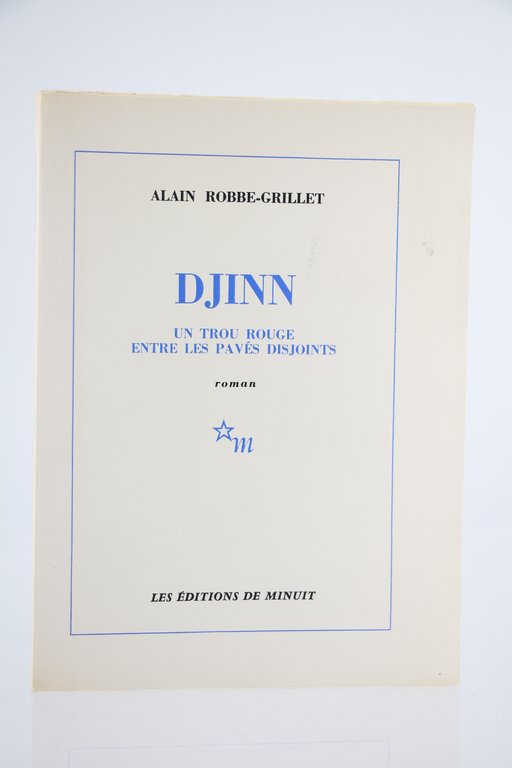 ALAIN ROBBE-GRILLET
DJINN
UN TROU ROUGE
ENTRE LES PAVÉS DISJOINTS
roman
m
LES ÉDITIONS DE MINUIT